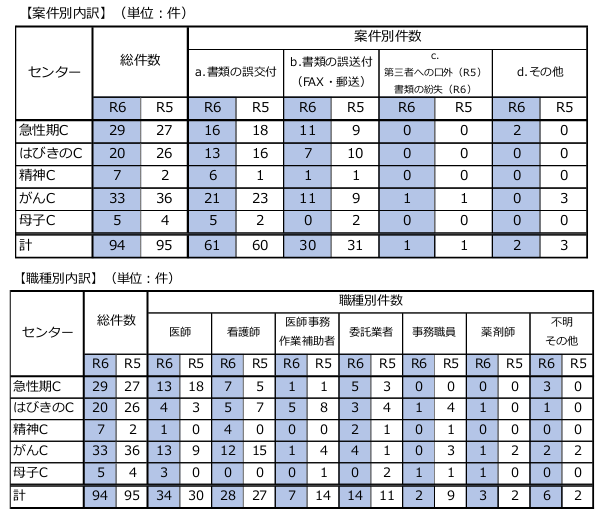 【案件別内訳】（単位：件）
センター 総件数 案件別件数
a.書類の誤交付 b.書類の誤送付（FAX・郵送） c.第三者への口外（R5）書類の紛失（R6） d.その他
R6 R5 R6 R5 R6 R5 R6 R5 R6 R5
急性期C 29 27 16 18 11 9 0 0 2 0
はびきのC 20 26 13 16 7 10 0 0 0 0
精神C 7 2 6 1 1 1 0 0 0 0
がんC 33 36 21 23 11 9 1 1 0 3
母子C 5 4 5 2 0 2 0 0 0 0
計 94 95 61 60 30 31 1 1 2 3
【職種別内訳】（単位：件）
センター 総件数 職種別件数
医師 看護師 医師事務作業補助者 委託業者 事務職員 薬剤師 不明その他
R6 R5 R6 R5 R6 R5 R6 R5 R6 R5 R6 R5 R6 R5 R6 R5
急性期C 29 27 13 18 7 5 1 1 5 3 0 0 0 0 3 0
はびきのC 20 26 4 3 5 7 5 8 3 4 1 4 1 0 1 0
精神C 7 2 1 0 4 0 0 0 2 1 0 1 0 0 0 0
がんC 33 36 13 9 12 15 1 4 4 1 0 3 1 2 2 2
母子C 5 4 3 0 0 0 0 1 0 2 1 1 1 0 0 0
計 94 95 34 30 28 27 7 14 14 11 2 9 3 2 6 2